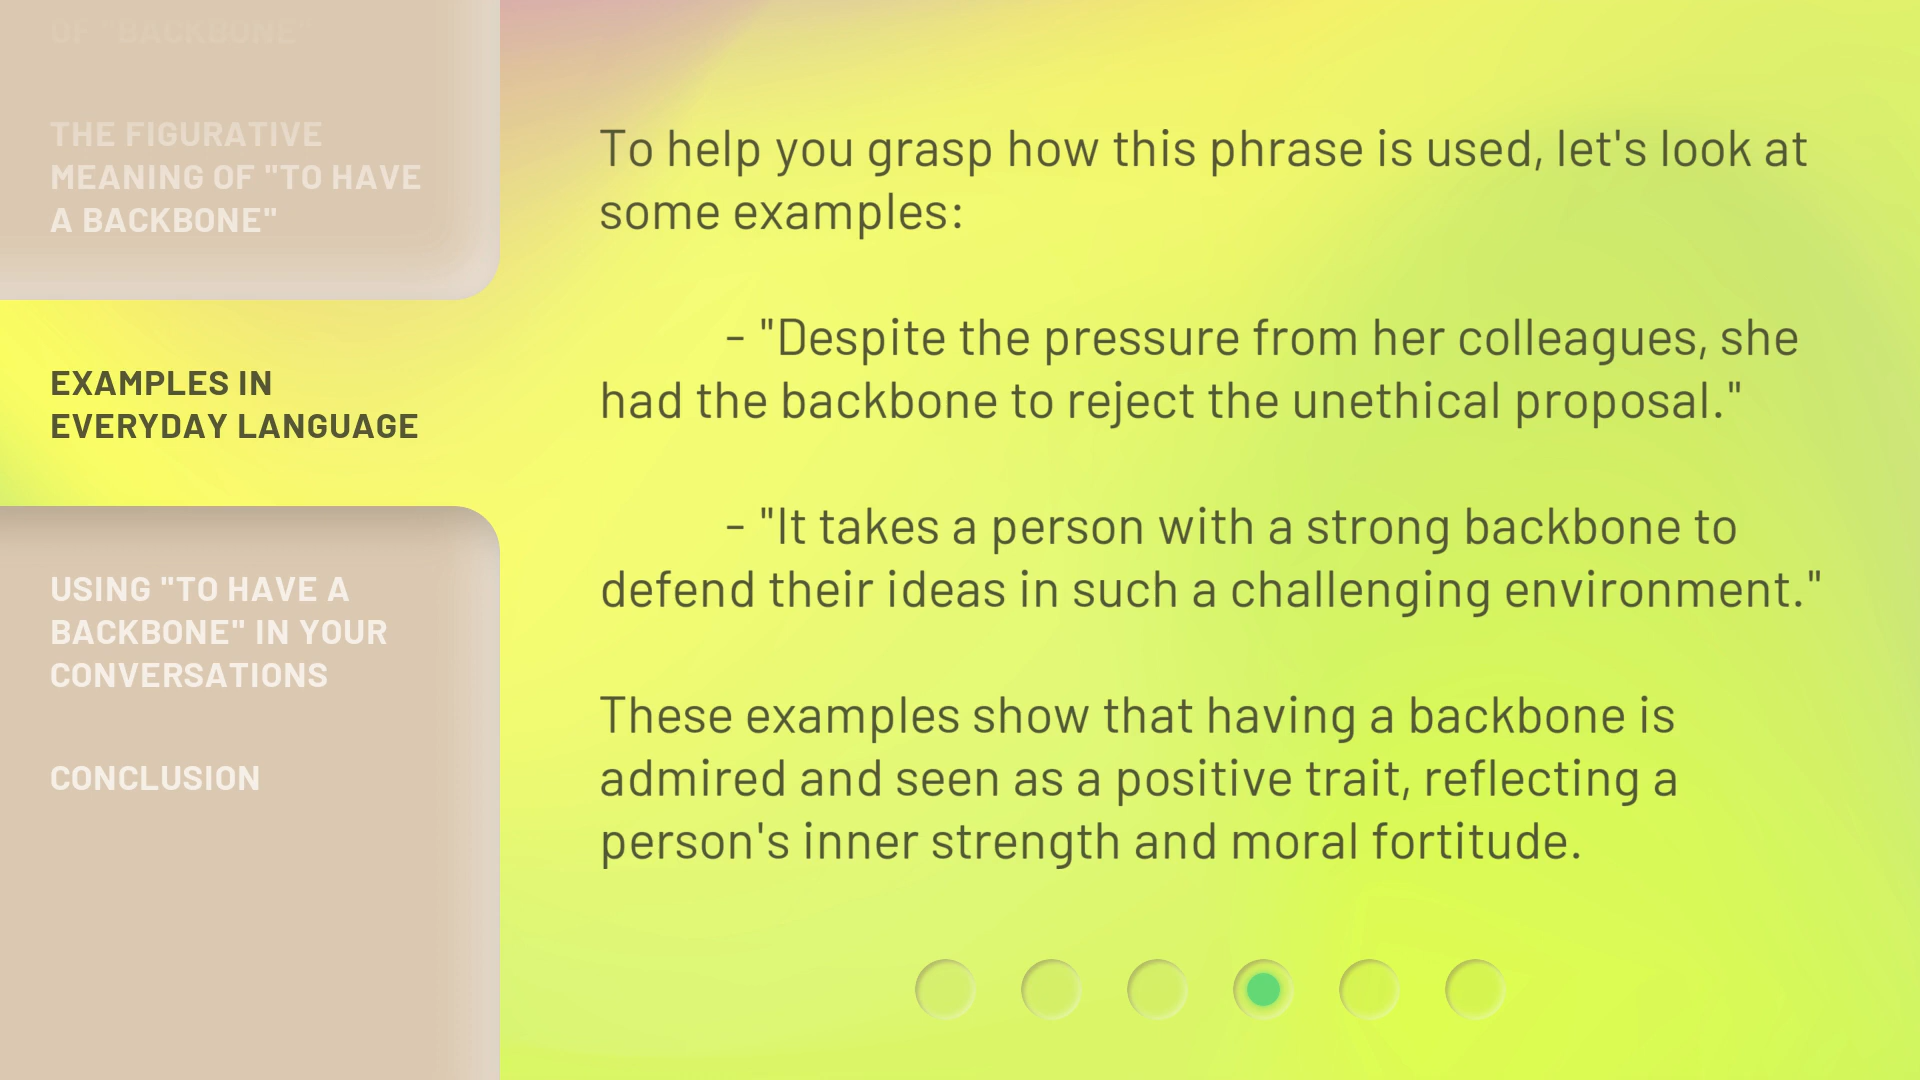 OF "BACKBONE"
THE FIGURATIVE
MEANING OF "TO HAVE
A BACKBONE"
EXAMPLES IN
EVERYDAY LANGUAGE
USING "TO HAVE A
BACKBONE" IN YOUR
CONVERSATIONS
CONCLUSION
To help you grasp how this phrase is used, let's look at
some examples:
- "Despite the pressure from her colleagues, she
had the backbone to reject the unethical proposal."
- "It takes a person with a strong backbone to
defend their ideas in such a challenging environment."
These examples show that having a backbone is
admired and seen as a positive trait, reflecting a
person's inner strength and moral fortitude.